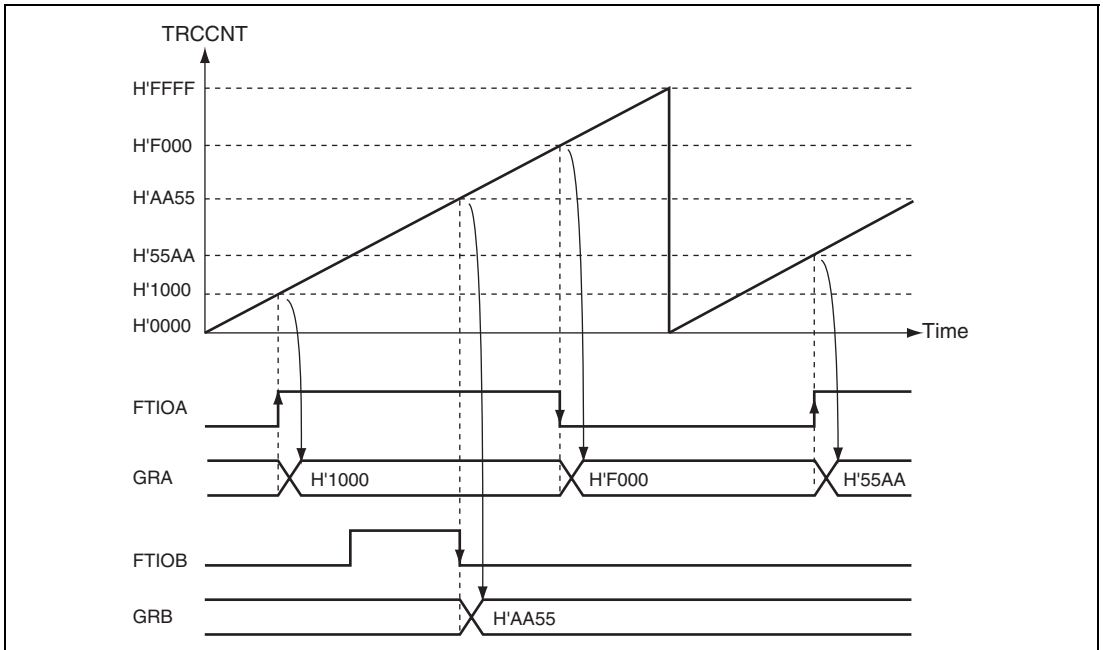 TRCCNT
H'FFFF
H'F000
H'AA55
H'55AA
H'1000
H'0000
Time
FTIOA
GRA H'1000 H'F000 H'55AA
FTIOB
GRB H'AA55